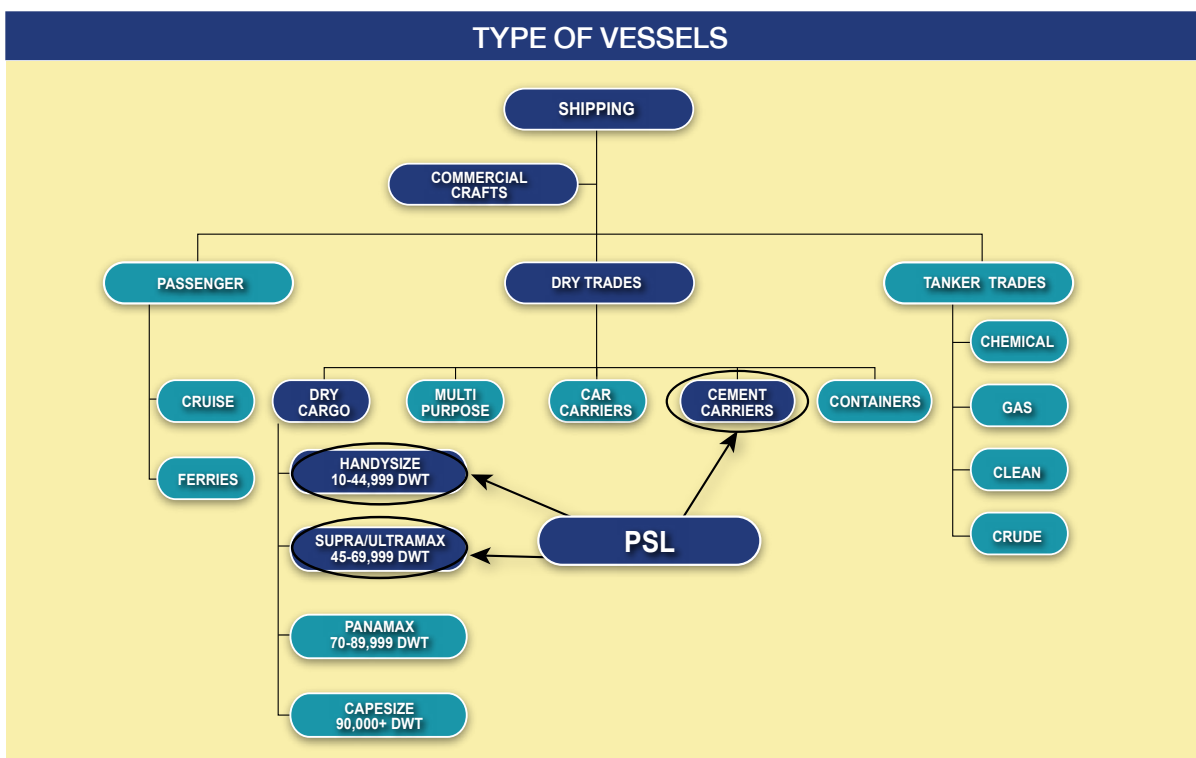 TYPE OF VESSELS
SHIPPING
COMMERCIAL
CRAFTS
PASSENGER
DRY TRADES
TANKER TRADES
CHEMICAL
CRUISE
DRY
CARGO
MULTI
PURPOSE
CAR
CARRIERS
CEMENT
CARRIERS
CONTAINERS
GAS
HANDYSIZE
10-44,999 DWT
FERRIES
CLEAN
SUPRA/ULTRAMAX
45-69,999 DWT
PSL
CRUDE
PANAMAX
70-89,999 DWT
CAPESIZE
90,000+ DWT